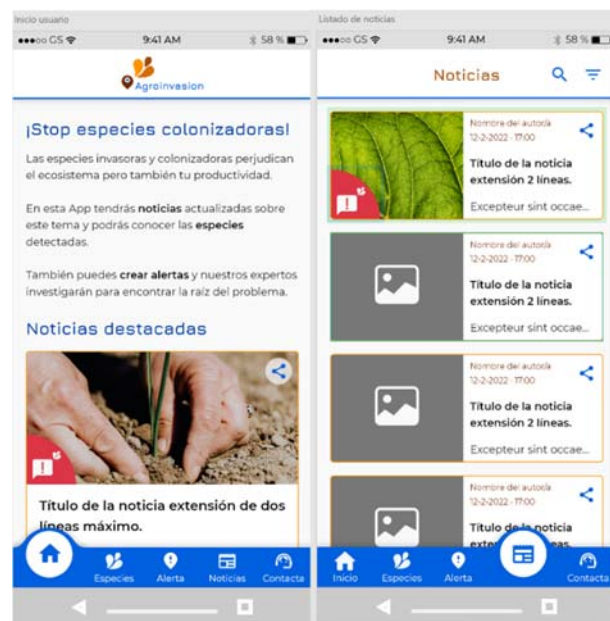 Inicio usuario
GS
9:41 AM
58 %
Agroinvasion
¡Stop especies colonizadoras!
Las especies invasoras y colonizadoras perjudican
el ecosistema pero también tu productividad.
En esta App tendrás noticias actualizadas sobre
este tema y podrás conocer las especies
detectadas.
También puedes crear alertas y nuestros expertos
investigarán para encontrar la raíz del problema.
Noticias destacadas
Título de la noticia extensión de dos
líneas máximo.
Especies
Alerta
Noticias
Contacta
Listado de noticias
GS
9:41 AM
58 %
Noticias
Nombre del autor/a
12-2-2022 - 17:00
Título de la noticia
extensión 2 líneas.
Excepteur sint occae...
Nombre del autor/a
12-2-2022 - 17:00
Título de la noticia
extensión 2 líneas.
Excepteur sint occae...
Nombre del autor/a
12-2-2022 - 17:00
Título de la noticia
extensión 2 líneas.
Excepteur sint occae...
Nombre del autor/a
12-2-2022 - 17:00
Título de la noticia
extensión 2 líneas.
Inicio
Especies
Alerta
Contacta